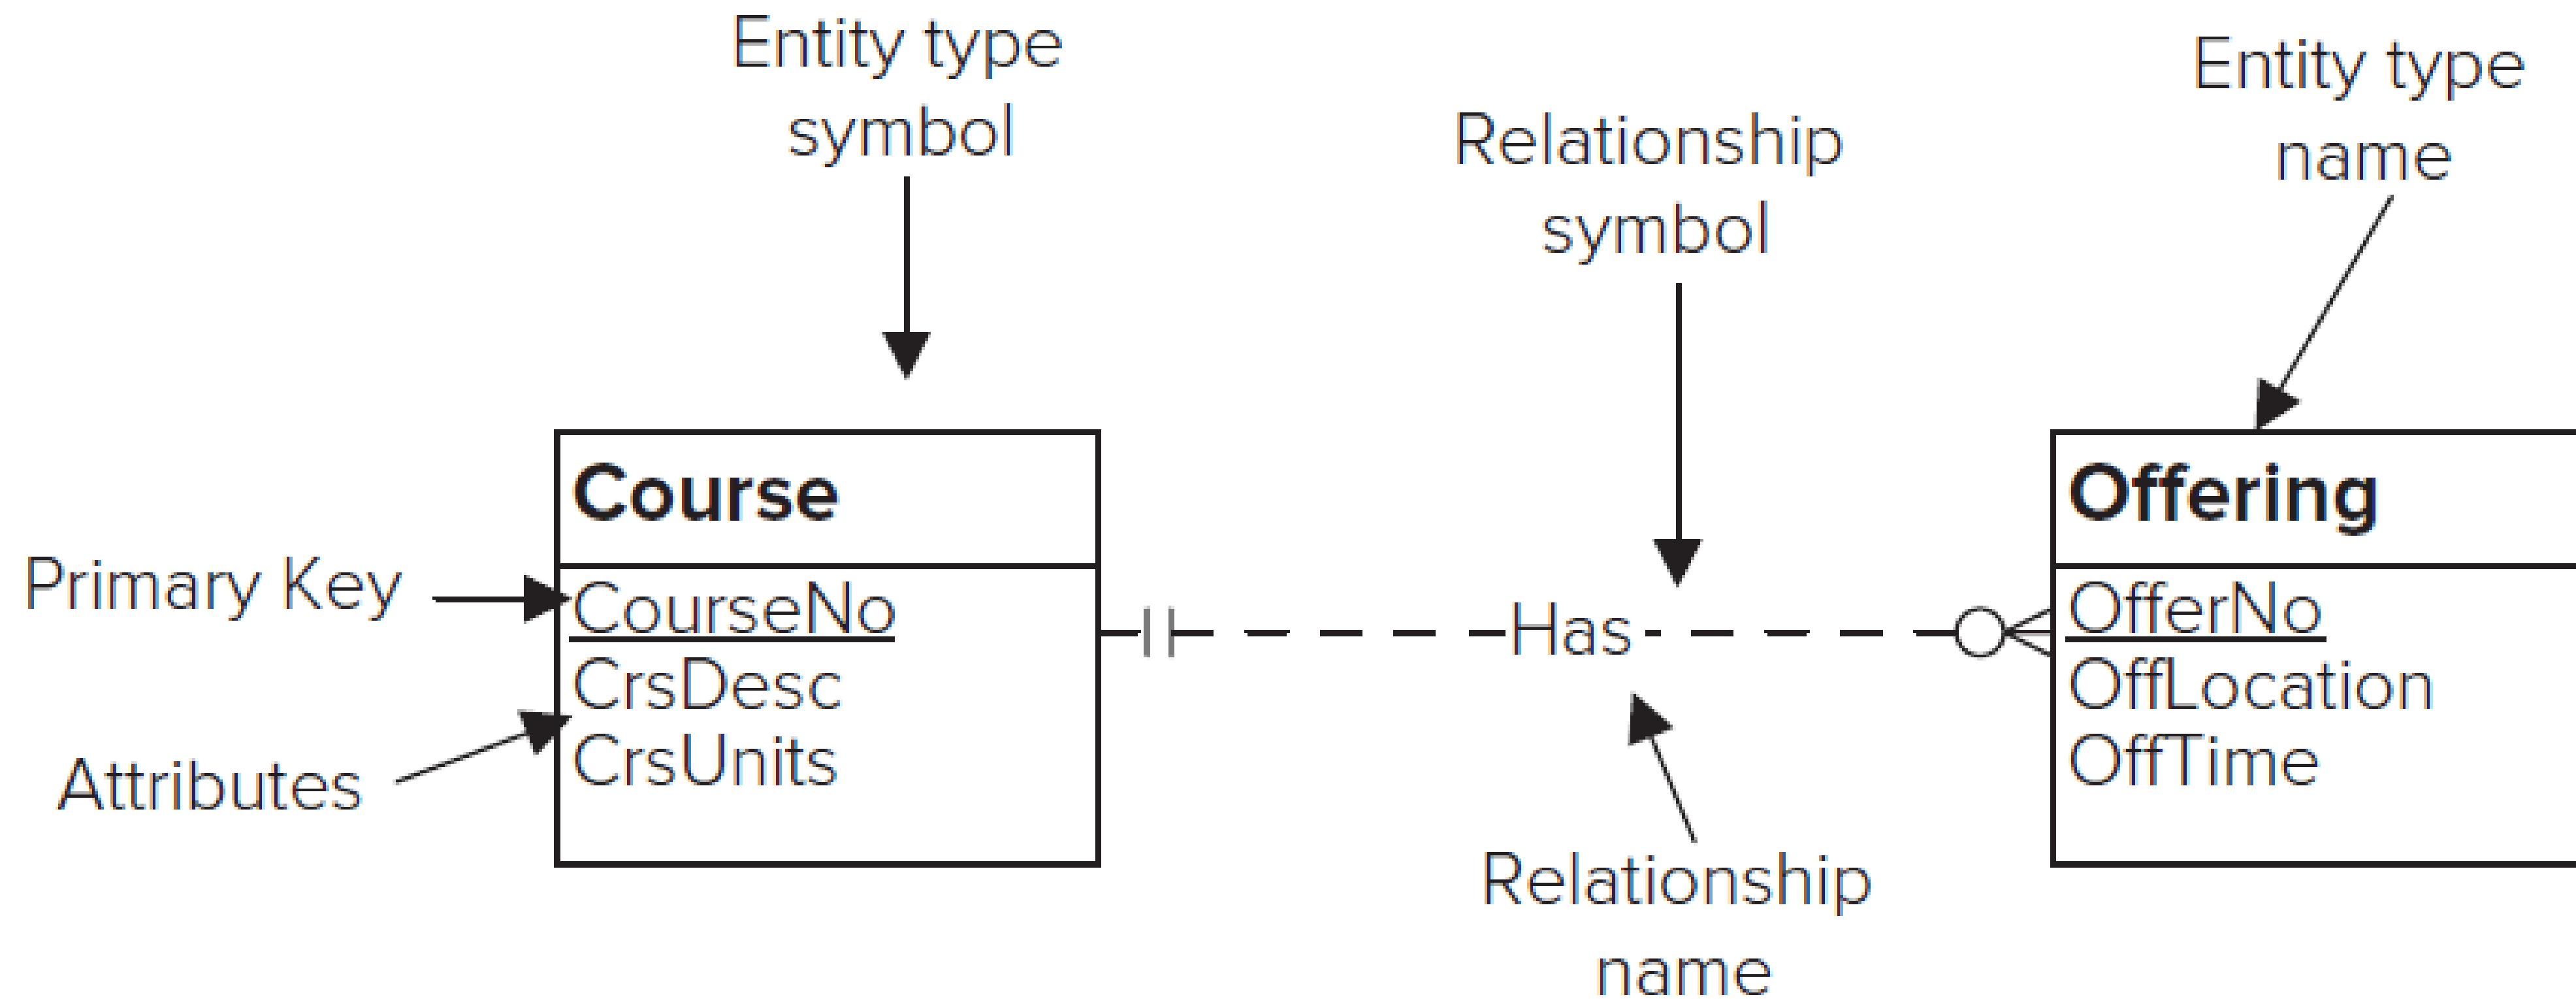 Entity type
symbol
Relationship
symbol
Entity type
name
Primary Key
Attributes
Course
CourseNo
CrsDesc
CrsUnits
Has
Relationship
name
Offering
OfferNo
OffLocation
OffTime